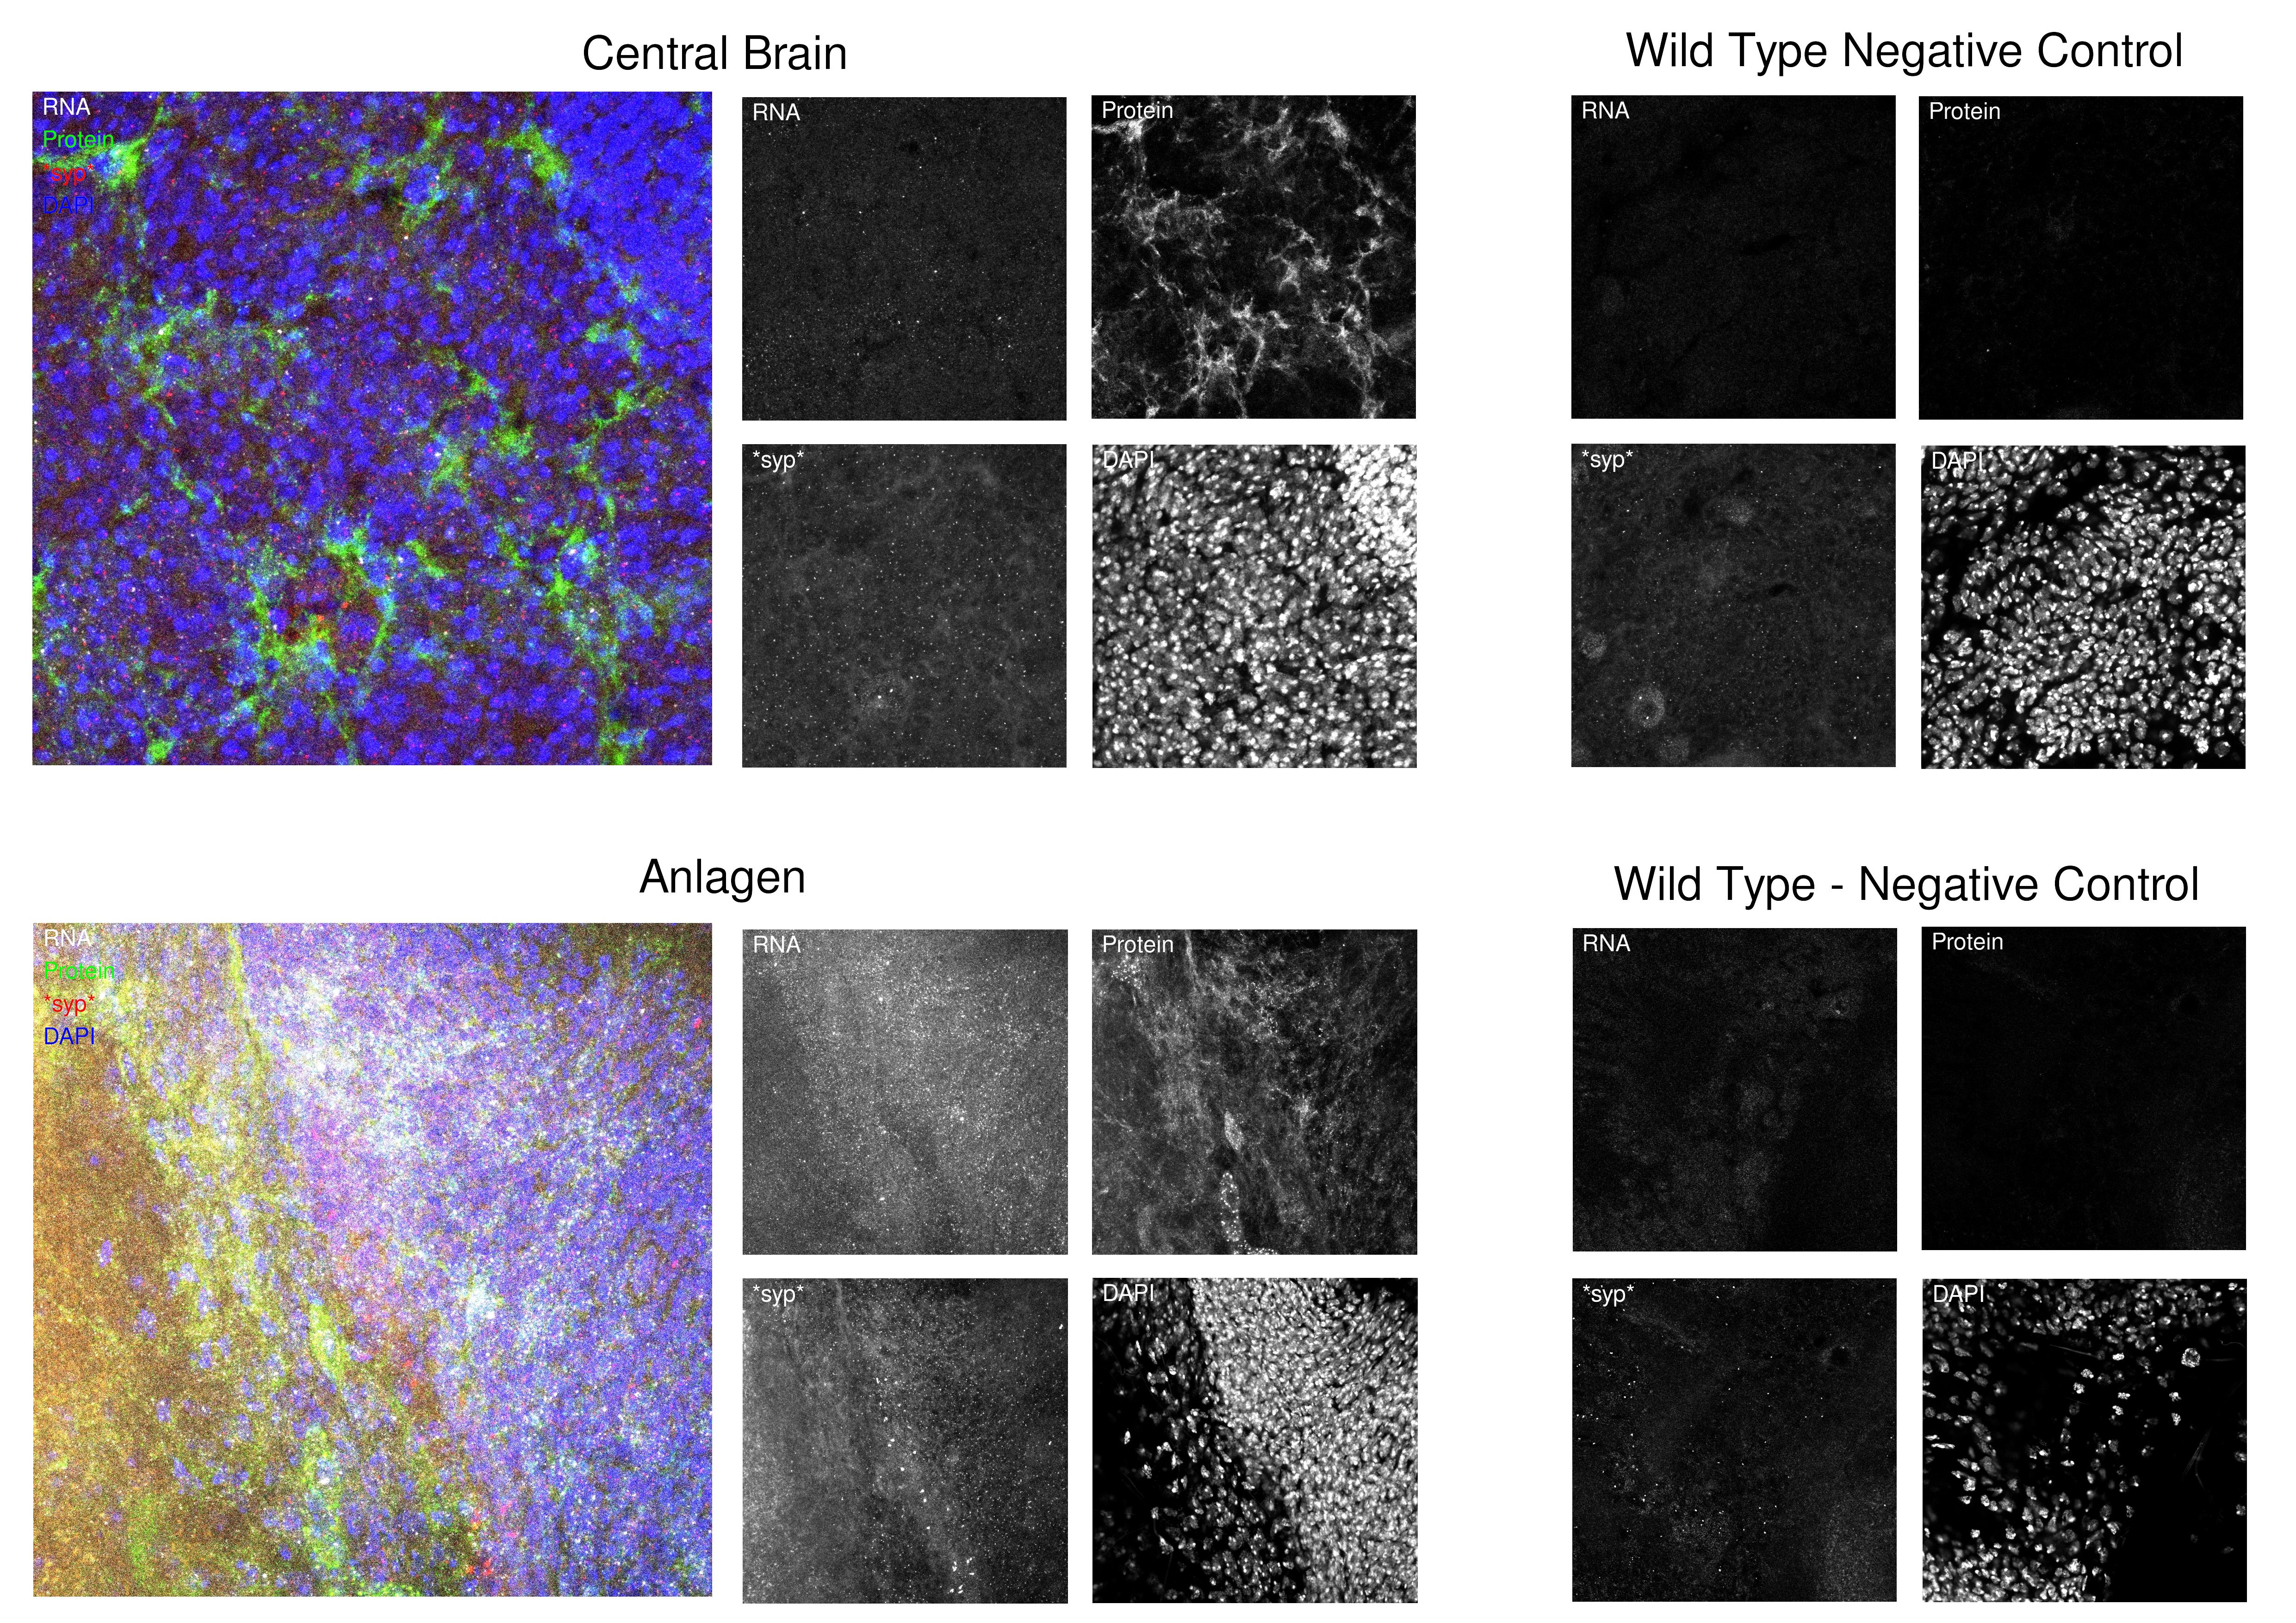 Central Brain
Wild Type Negative Control
RNA
Protein
*syp*
DAPI
RNA
Protein
*syp*
DAPI
RNA
Protein
*syp*
DAPI
Anlagen
Wild Type - Negative Control
RNA
Protein
*syp*
DAPI
RNA
Protein
*syp*
DAPI
RNA
Protein
*syp*
DAPI